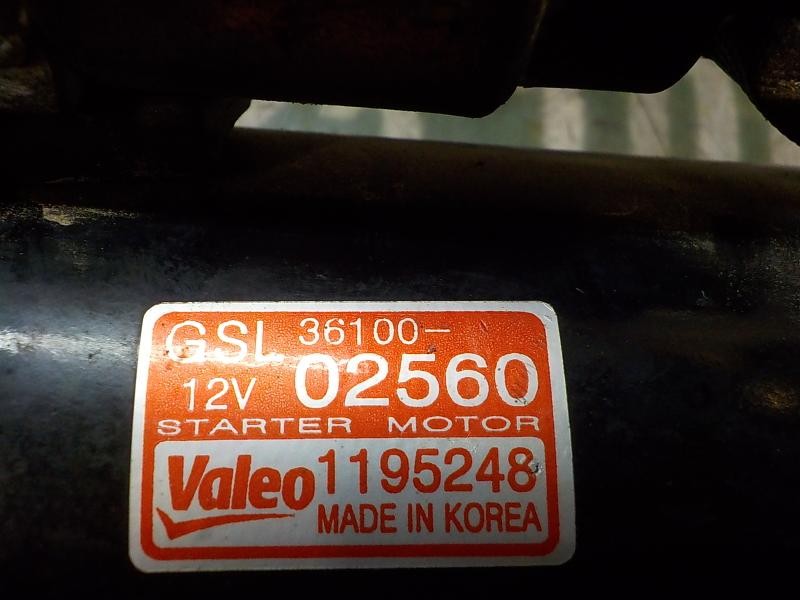 GSL 36100-
12V 02560
STARTER MOTOR
Valeo 1195248
MADE IN KOREA